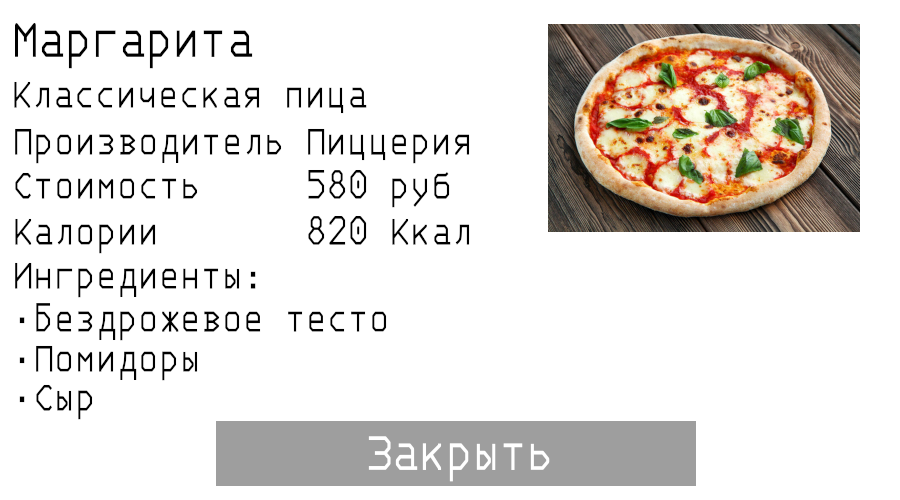 Маргарита
Классическая пица
Производитель Пиццерия
Стоимость 580 руб
Калории 820 Ккал
Ингредиенты:
·Бездрожевое тесто
·Помидоры
·Сыр
Закрыть